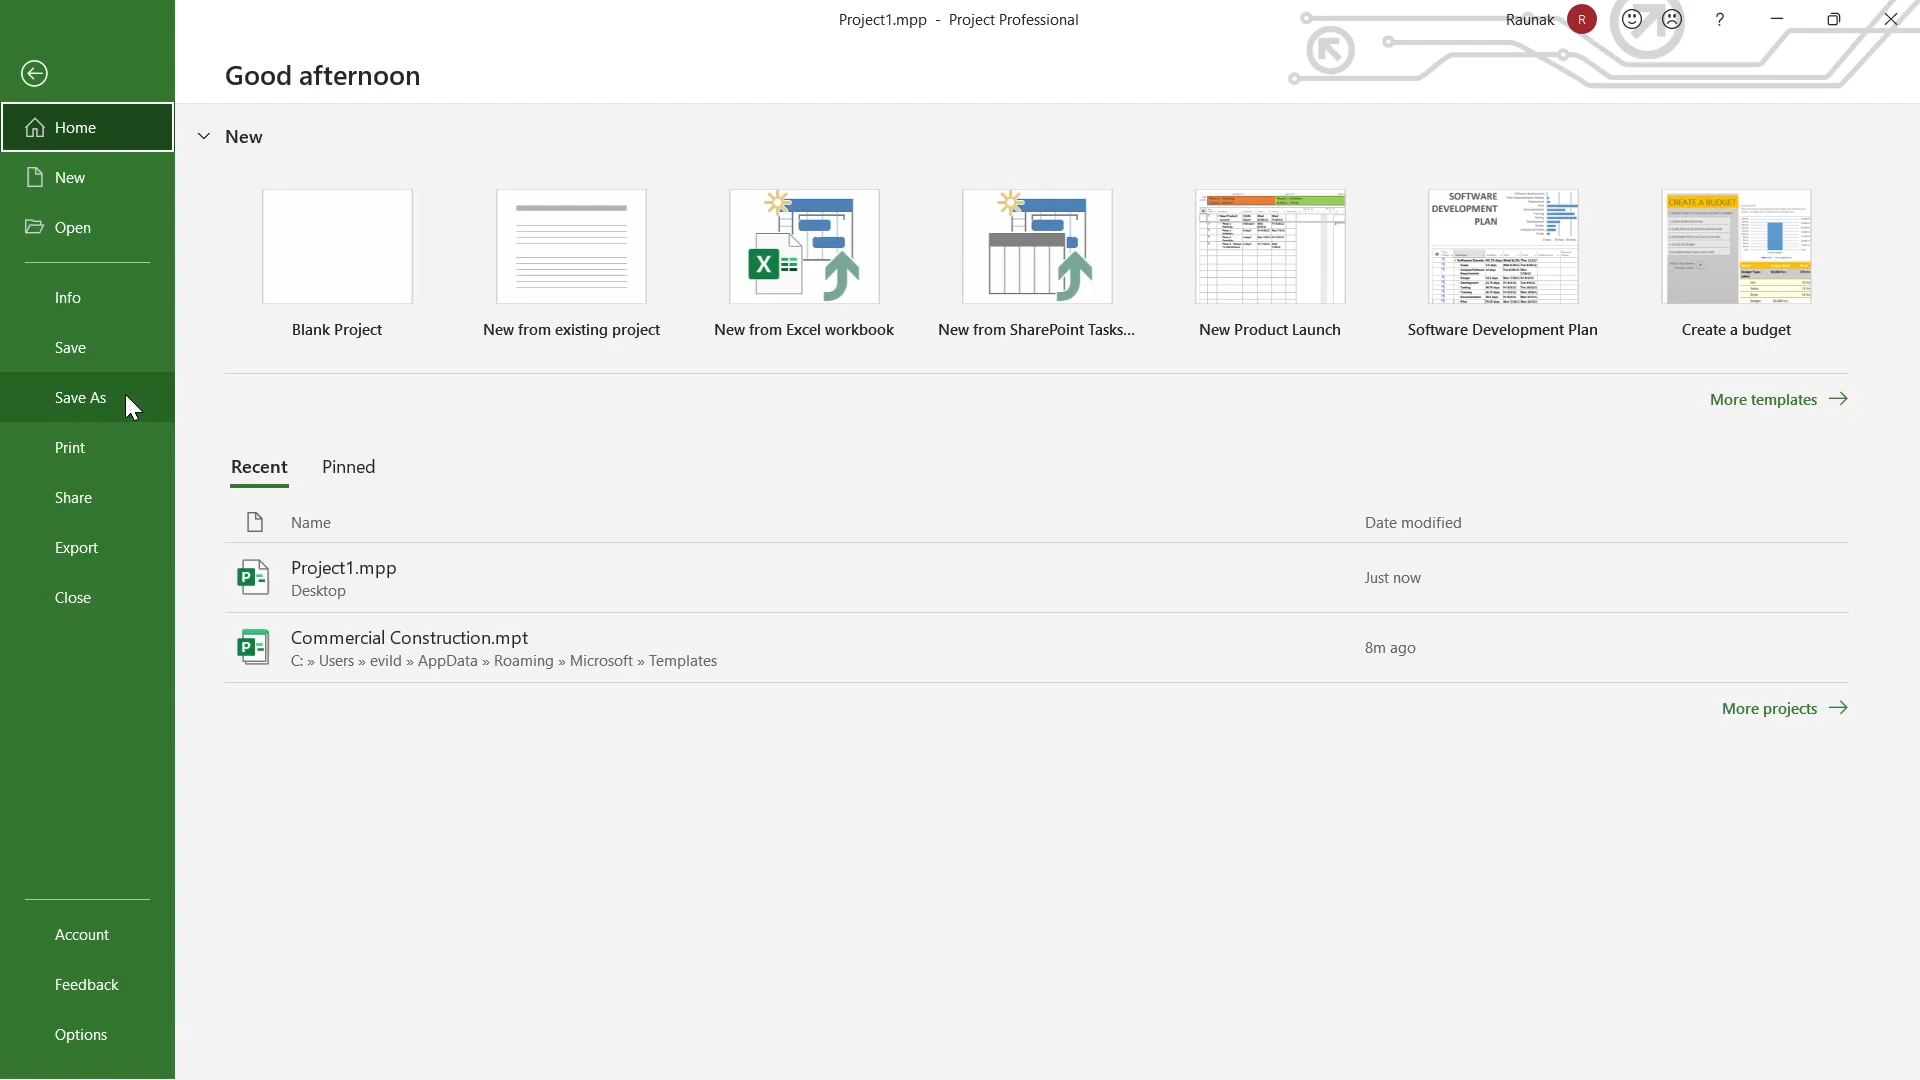 Project1.mpp - Project Professional
Raunak R ?
Good afternoon
Home
New
Open
Info
Save
Save As
Print
Share
Export
Close
Account
Feedback
Options
New
Blank Project
New from existing project
X
New from Excel workbook
New from SharePoint Tasks...
New Product Launch
SOFTWARE
DEVELOPMENT
PLAN
Software Development Plan
CREATE A BUDGET
Create a budget
More templates
Recent Pinned
Name Date modified
P
Project1.mpp Just now
Desktop
P
Commercial Construction.mpt 8m ago
C: » Users » evild » AppData » Roaming » Microsoft » Templates
More projects